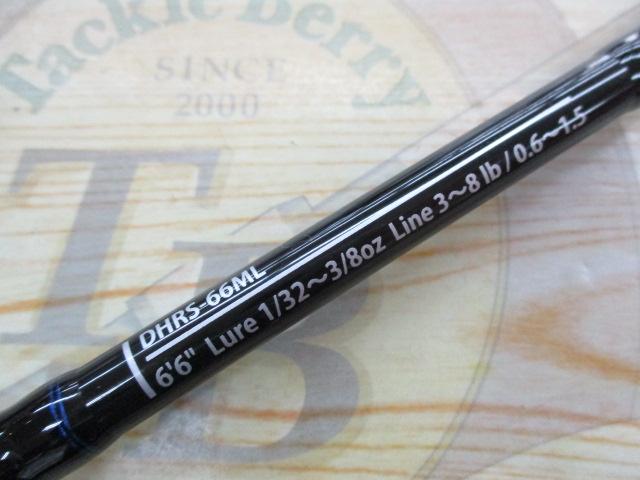 Tackle Berry
SINCE
2000
TB
DHRS-66ML
6'6" Lure 1/32～3/8oz Line 3～8 lb / 0.6～1.5